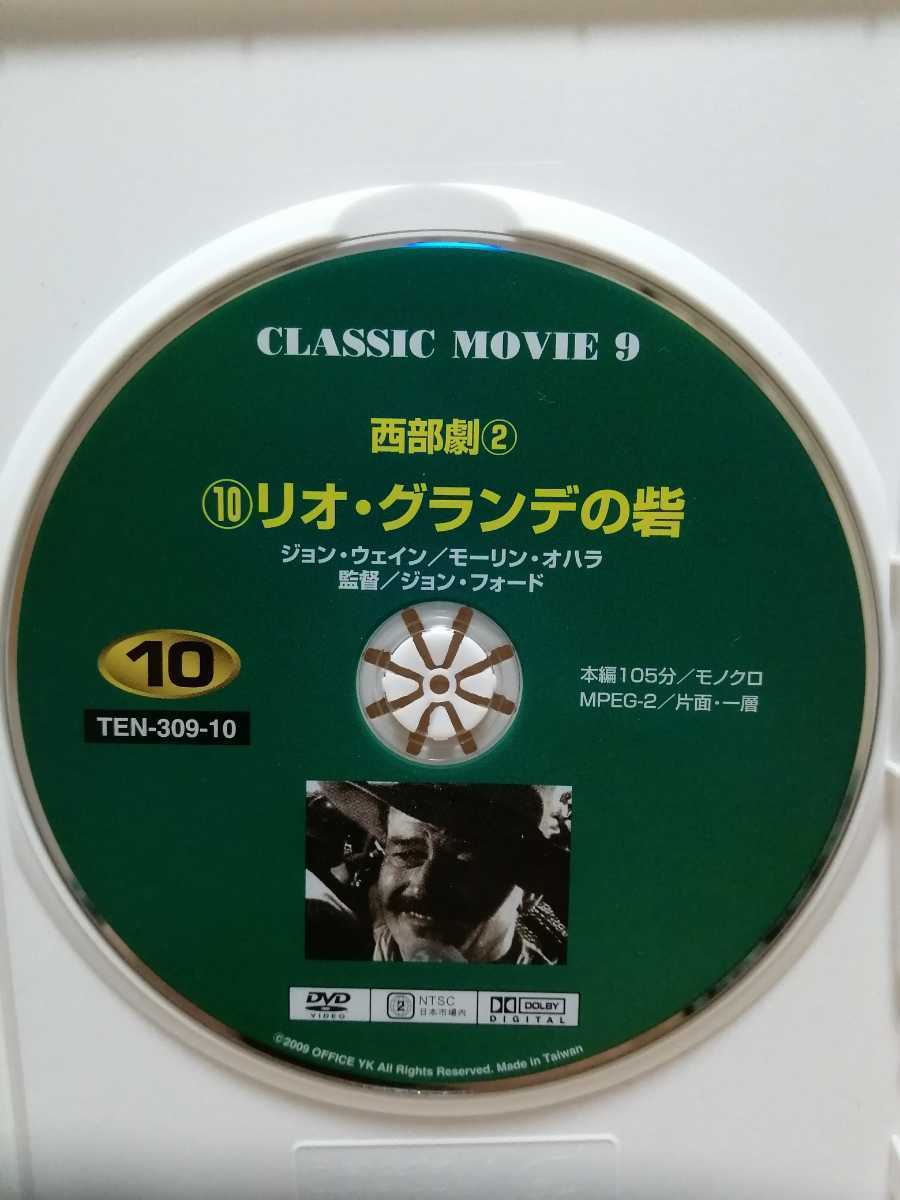 CLASSIC MOVIE 9
西部劇②
⑩リオ・グランデの砦
ジョン・ウェイン／モーリン・オハラ
監督／ジョン・フォード
10
TEN-309-10
本編105分／モノクロ
MPEG-2／片面・一層
DVD
VIDEO
2
NTSC
日本市場内
DOLBY
DIGITAL
©2009 OFFICE YK All Rights Reserved. Made in Taiwan